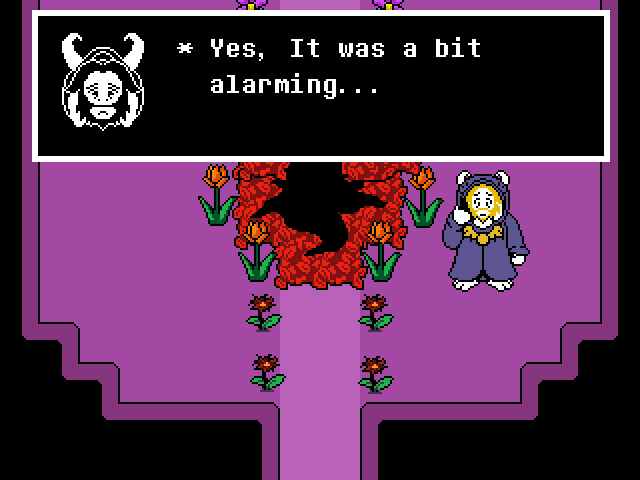 * Yes, It was a bit
alarming...